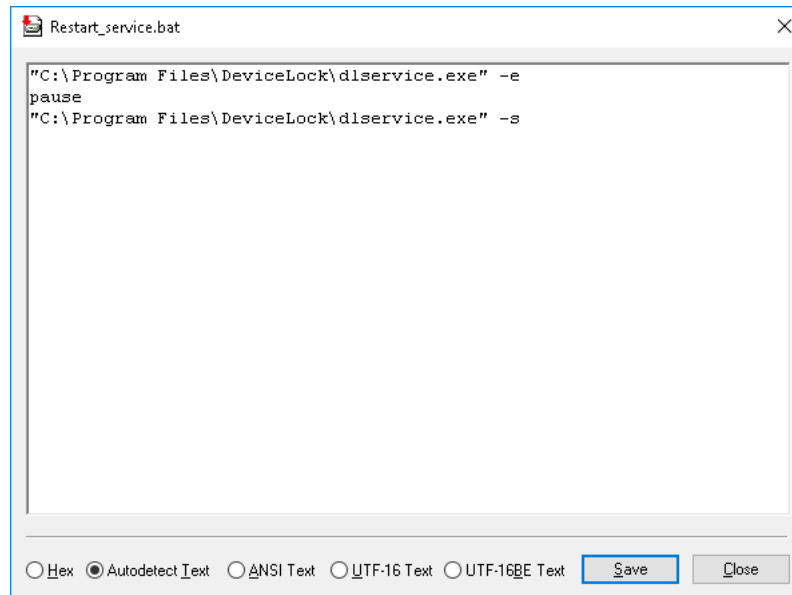 Restart_service.bat
"C:\Program Files\DeviceLock\dlservice.exe" -e
pause
"C:\Program Files\DeviceLock\dlservice.exe" -s
Hex Autodetect Text ANSI Text UTF-16 Text UTF-16BE Text Save Close